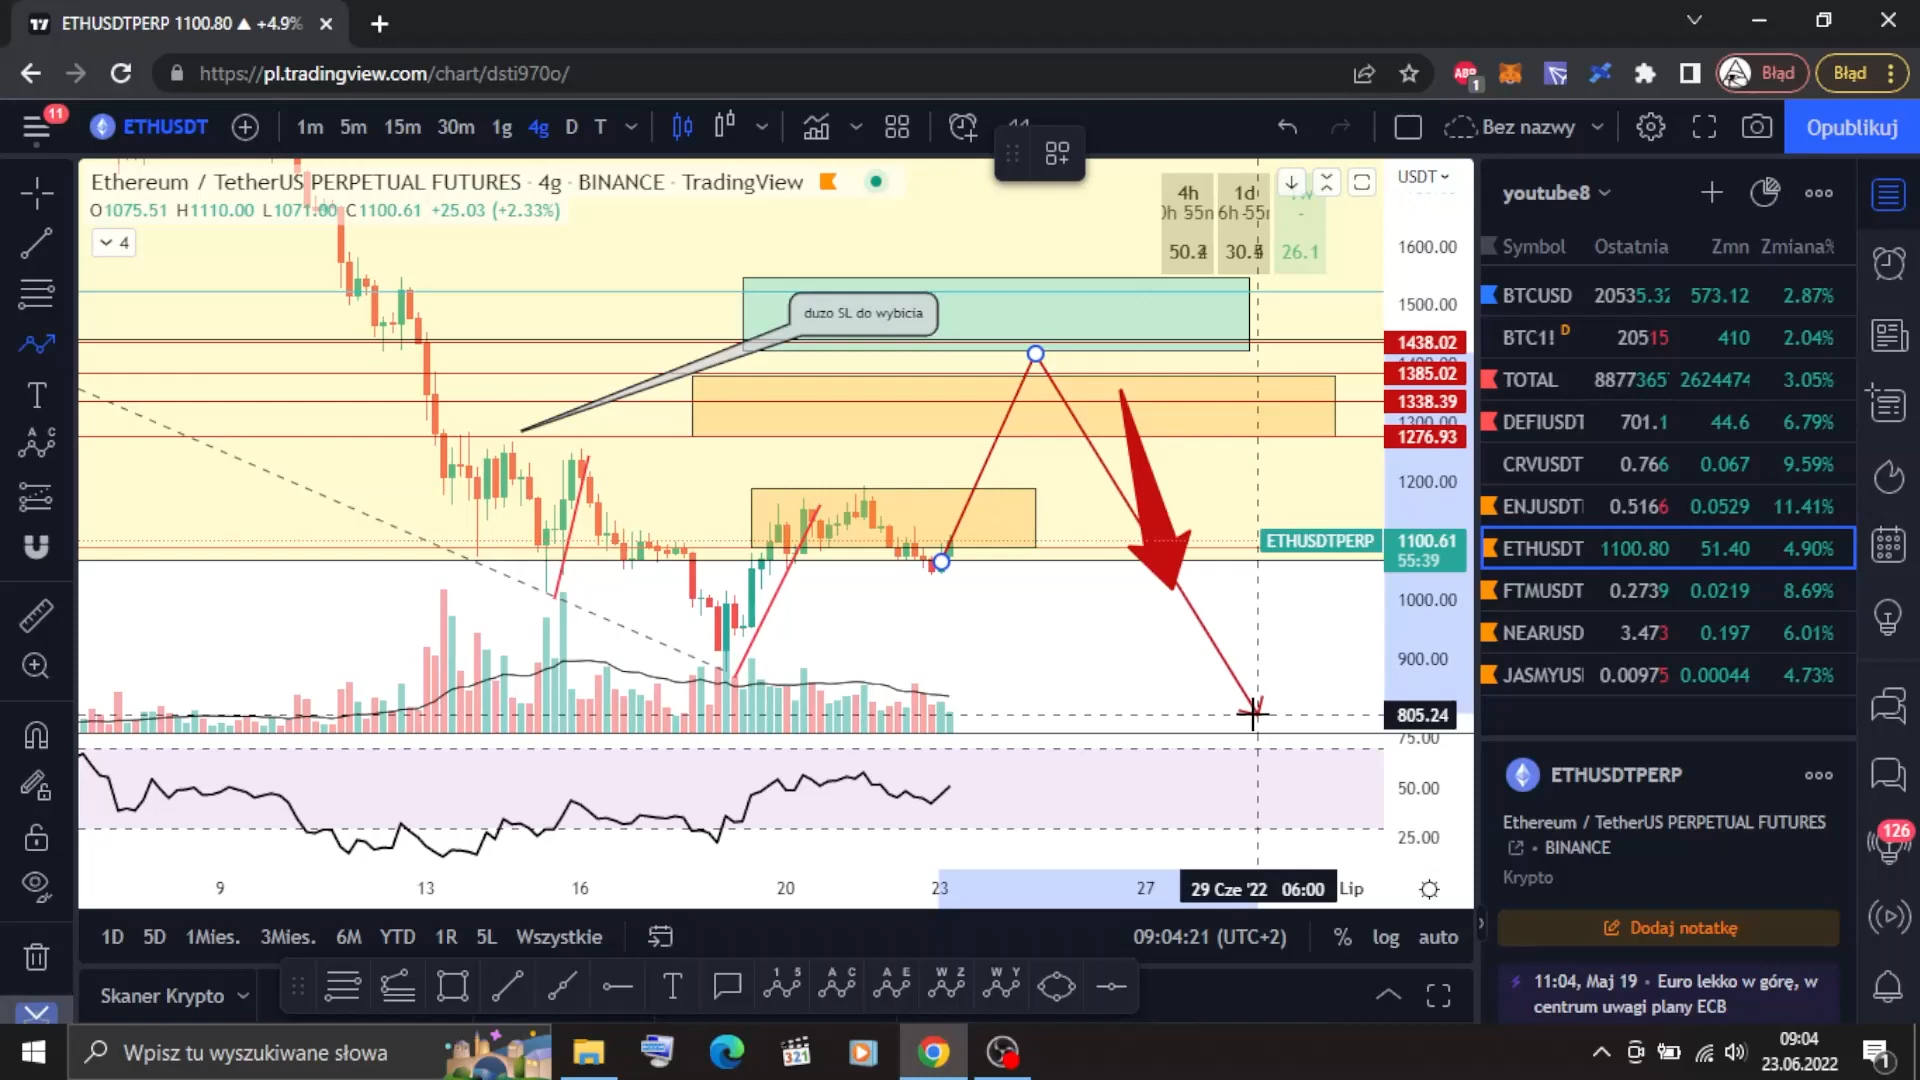 ETHUSDTPERP 1100.80 ▲ +4.9%
https://pl.tradingview.com/chart/dsti970o/
ABP
1
Błąd
Błąd
11
ETHUSDT
1m 5m 15m 30m 1g 4g D T
Bez nazwy
Opublikuj
Ethereum / TetherUS PERPETUAL FUTURES · 4g · BINANCE · TradingView
O1075.51 H1110.00 L1071.00 C1100.61 +25.03 (+2.33%)
4
4h 1d
50.2 26.1
USDT
1600.00
1500.00
duzo SL do wybicia
1438.02
1385.02
1338.39
1276.93
1200.00
ETHUSDTPERP 1100.61
55:39
1000.00
900.00
805.24
75.00
50.00
25.00
9 13 16 20 23 27 29 Cze '22 06:00 Lip
1D 5D 1Mies. 3Mies. 6M YTD 1R 5L Wszystkie
09:04:21 (UTC+2) % log auto
Skaner Krypto
youtube8
Symbol Ostatnia Zmn Zmiana%
BTCUSD 20535.32 573.12 2.87%
BTC1! D 20515 410 2.04%
TOTAL 8877365 2624474 3.05%
DEFIUSDT 701.1 44.6 6.79%
CRVUSDT 0.766 0.067 9.59%
ENJUSDT 0.5166 0.0529 11.41%
ETHUSDT 1100.80 51.40 4.90%
FTMUSDT 0.2739 0.0219 8.69%
NEARUSD 3.473 0.197 6.01%
JASMYUS 0.00975 0.00044 4.73%
ETHUSDTPERP
Ethereum / TetherUS PERPETUAL FUTURES
• BINANCE
Krypto
126
Dodaj notatkę
11:04, Maj 19 • Euro lekko w górę, w
centrum uwagi plany ECB
Wpisz tu wyszukiwane słowa
321
09:04
23.06.2022
1